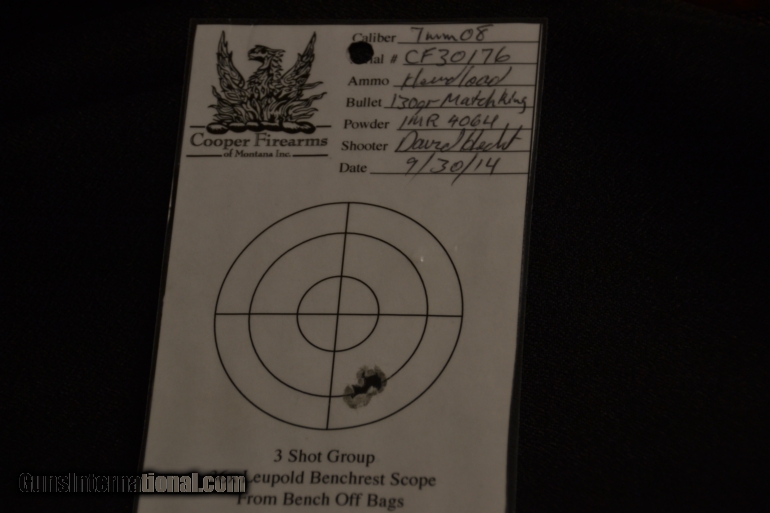 Cooper Firearms
of Montana Inc.
Caliber 7mm08
al # CF30176
Ammo Handload
Bullet 130gr MatchKing
Powder IMR 4064
Shooter David
Date 9/30/14
3 Shot Group
Leupold Benchrest Scope
From Bench Off Bags
GunsInternational.com